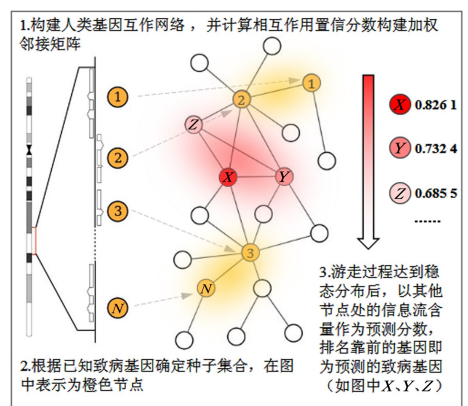 1.构建人类基因互作网络，并计算相互作用置信分数构建加权
邻接矩阵
1
2
3
N
1
2
Z
X
Y
3
N
X 0.826 1
Y 0.732 4
Z 0.685 5
······
3.游走过程达到稳
态分布后，以其他
节点处的信息流含
量作为预测分数，
排名靠前的基因即
为预测的致病基因
（如图中X、Y、Z）
2.根据已知致病基因确定种子集合，在图
中表示为橙色节点